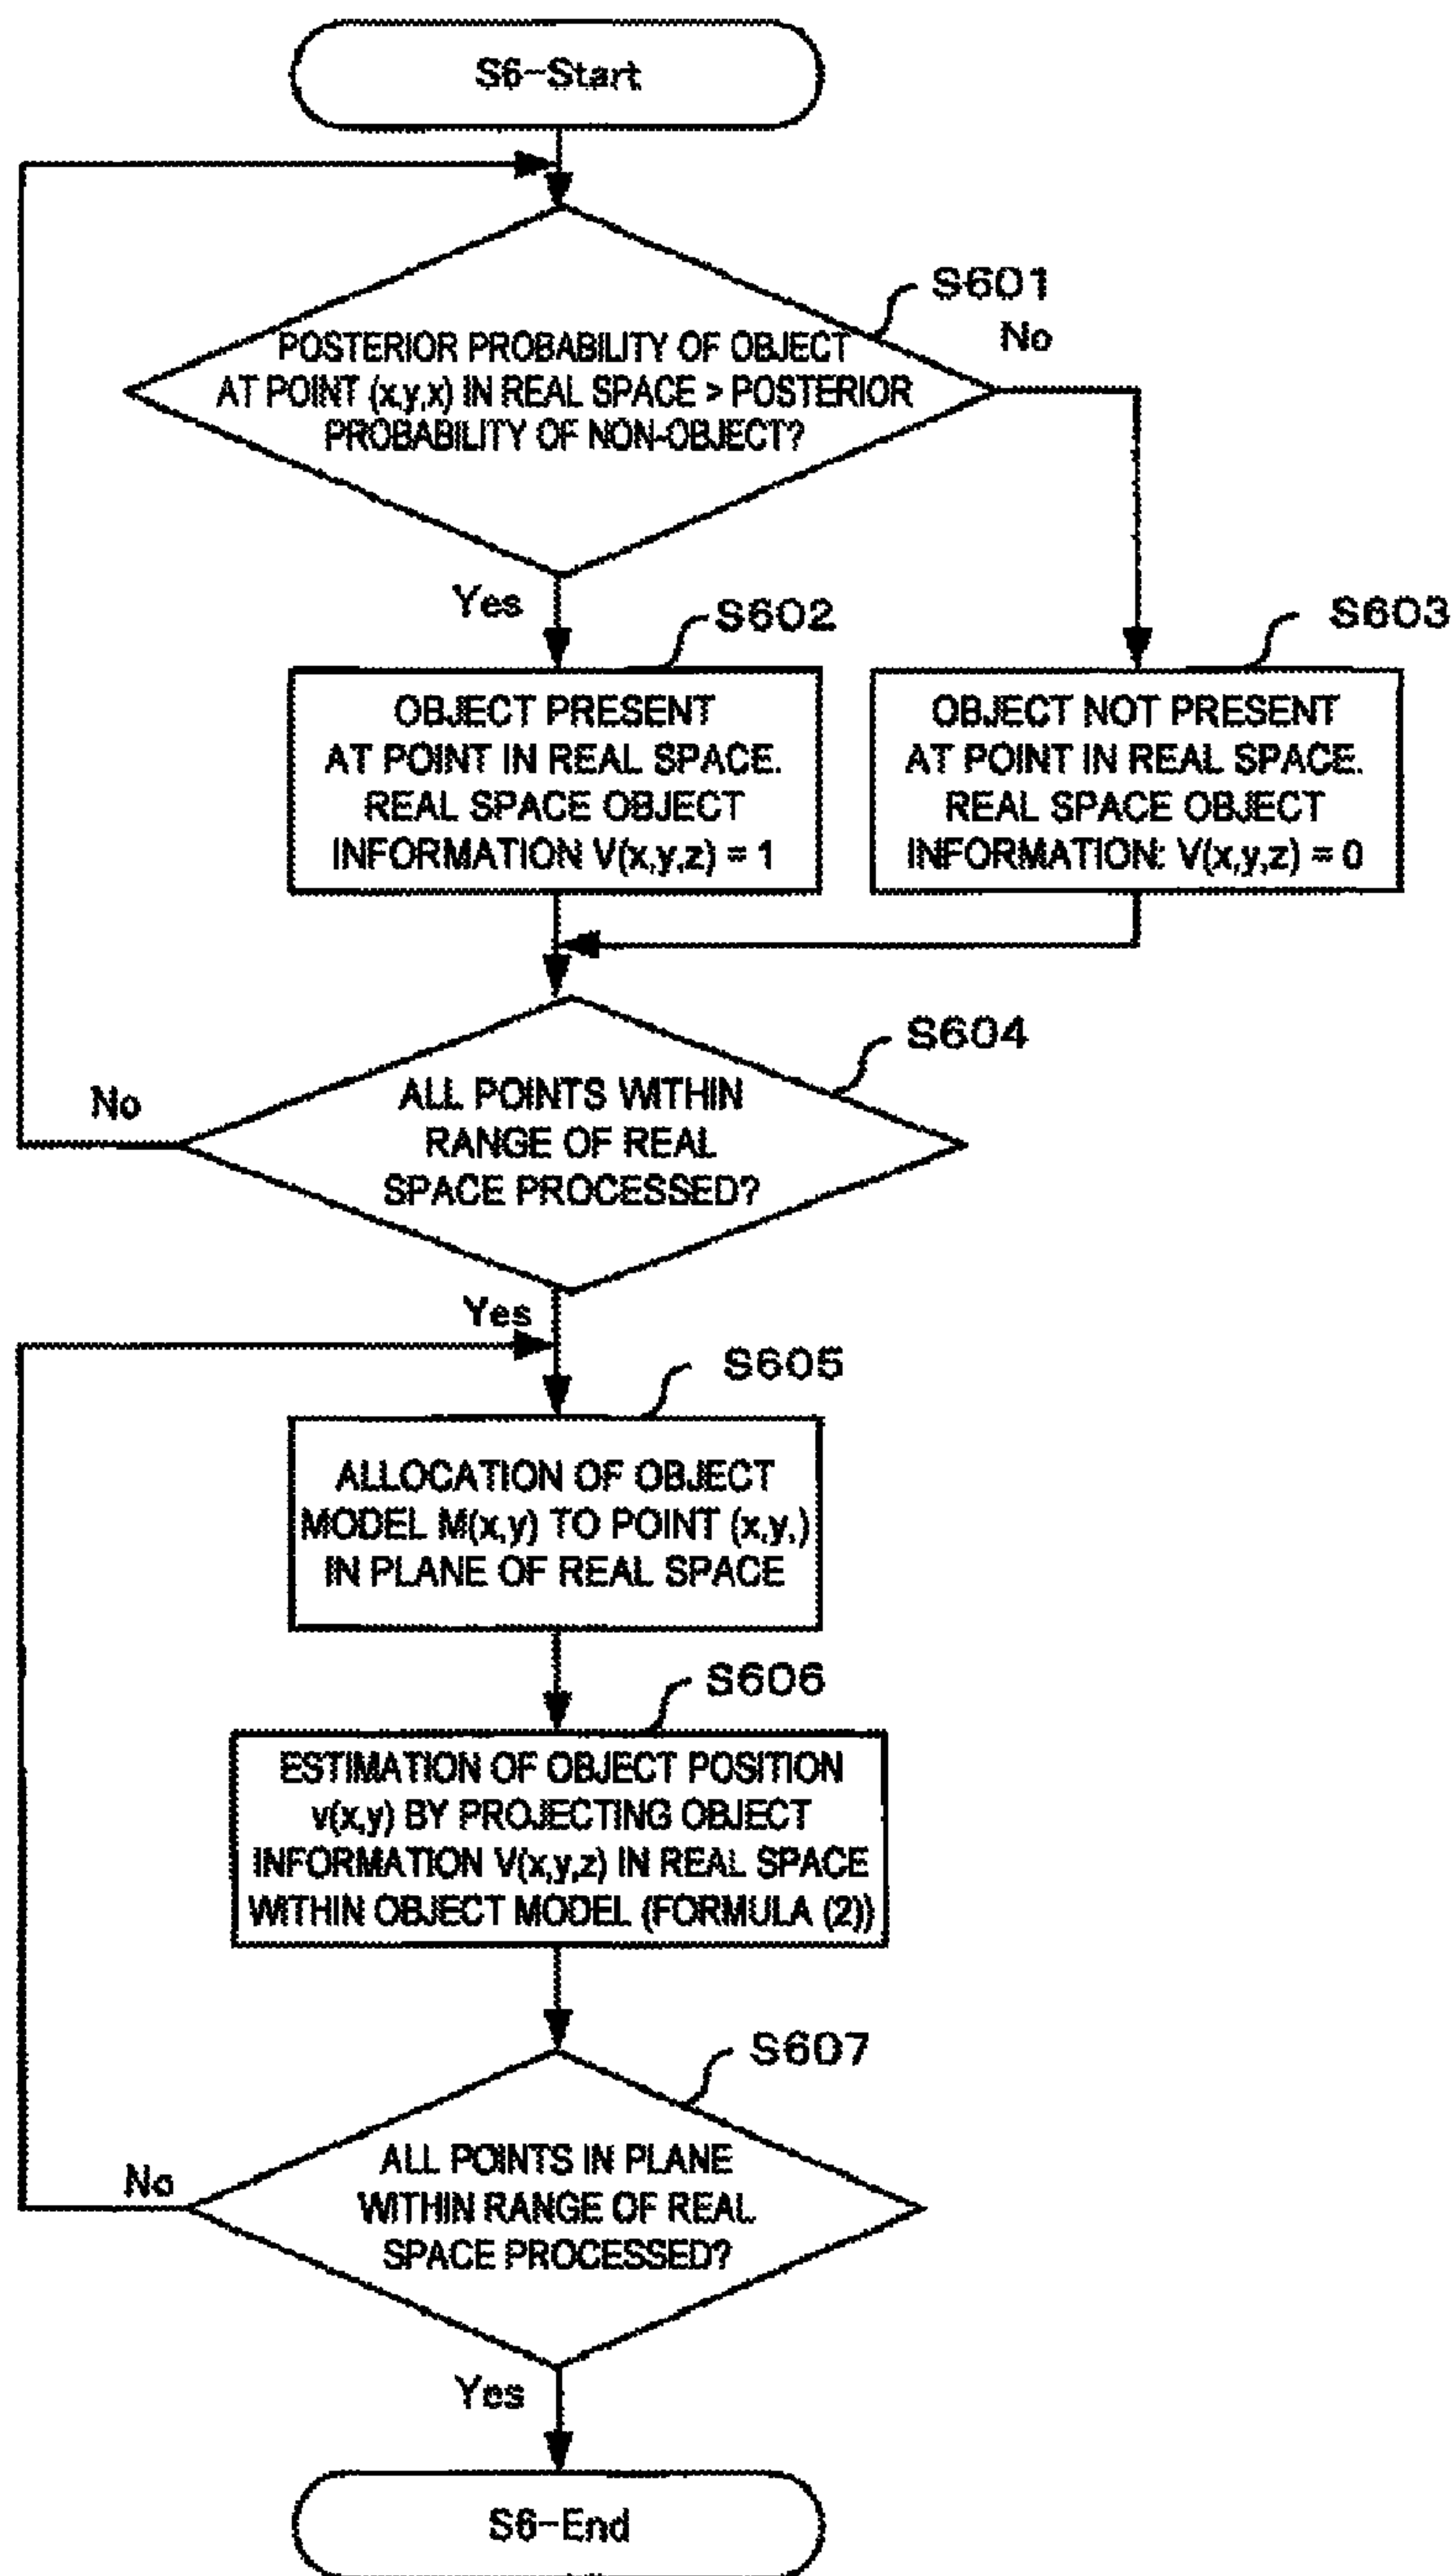 S6-Start
S601
No
POSTERIOR PROBABILITY OF OBJECT
AT POINT (x,y,x) IN REAL SPACE > POSTERIOR
PROBABILITY OF NON-OBJECT?
Yes
S602
S603
OBJECT PRESENT
AT POINT IN REAL SPACE.
REAL SPACE OBJECT
INFORMATION V(x,y,z) = 1
OBJECT NOT PRESENT
AT POINT IN REAL SPACE.
REAL SPACE OBJECT
INFORMATION: V(x,y,z) = 0
S604
No
ALL POINTS WITHIN
RANGE OF REAL
SPACE PROCESSED?
Yes
S605
ALLOCATION OF OBJECT
MODEL M(x,y) TO POINT (x,y,)
IN PLANE OF REAL SPACE
S606
ESTIMATION OF OBJECT POSITION
v(x,y) BY PROJECTING OBJECT
INFORMATION V(x,y,z) IN REAL SPACE
WITHIN OBJECT MODEL (FORMULA (2))
S607
No
ALL POINTS IN PLANE
WITHIN RANGE OF REAL
SPACE PROCESSED?
Yes
S6-End